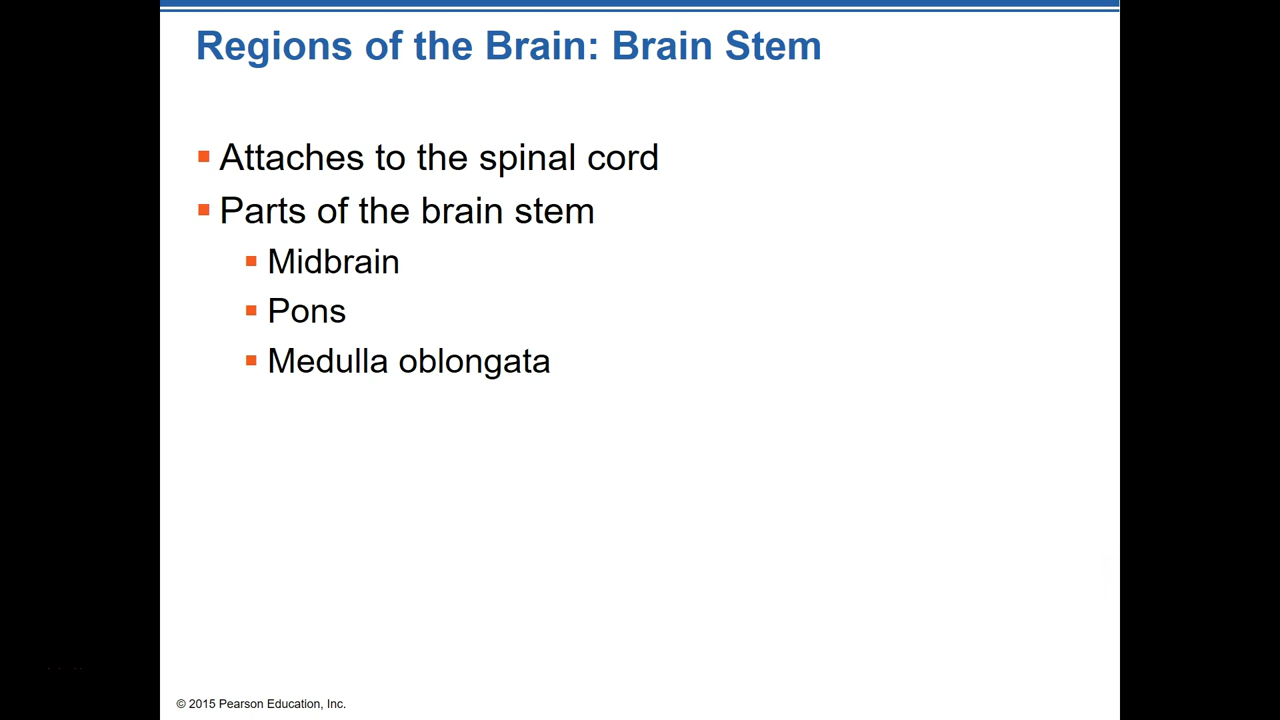 Regions of the Brain: Brain Stem
Attaches to the spinal cord
Parts of the brain stem
Midbrain
Pons
Medulla oblongata
© 2015 Pearson Education, Inc.